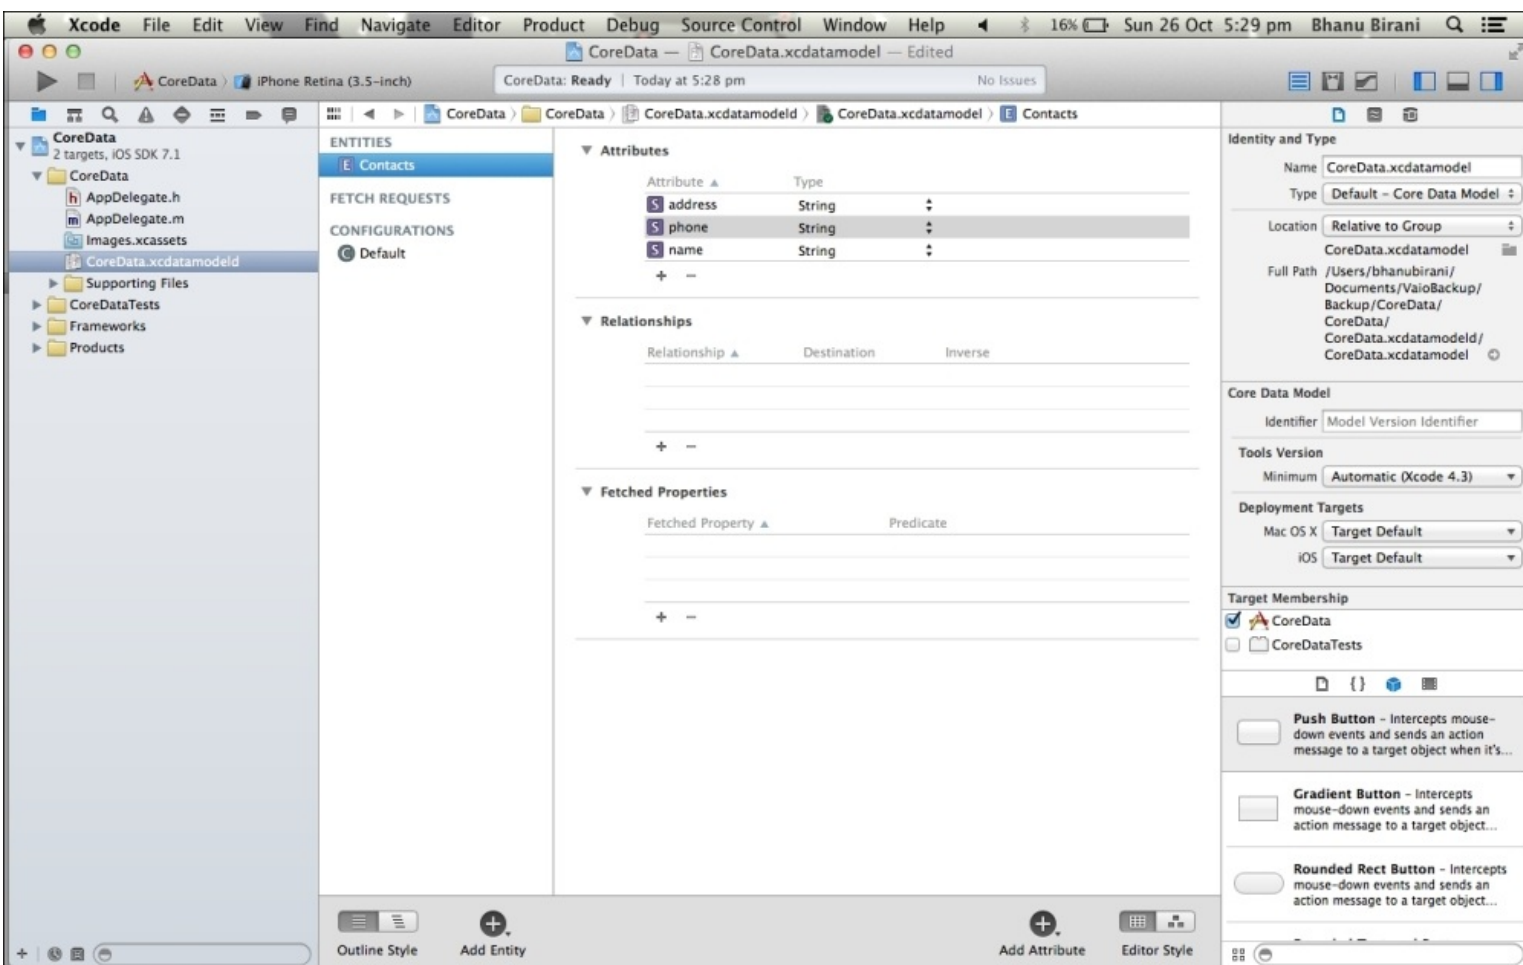 Xcode File Edit View Find Navigate Editor Product Debug Source Control Window Help 16% Sun 26 Oct 5:29 pm Bhanu Birani
CoreData — CoreData.xcdatamodel — Edited
CoreData iPhone Retina (3.5-inch)
CoreData: Ready | Today at 5:28 pm No Issues
CoreData CoreData CoreData.xcdatamodeld CoreData.xcdatamodel E Contacts
CoreData
2 targets, iOS SDK 7.1
CoreData
h AppDelegate.h
m AppDelegate.m
Images.xcassets
CoreData.xcdatamodeld
Supporting Files
CoreDataTests
Frameworks
Products
ENTITIES
E Contacts
FETCH REQUESTS
CONFIGURATIONS
C Default
Attributes
Attribute Type
S address String
S phone String
S name String
+ −
Relationships
Relationship Destination Inverse
+ −
Fetched Properties
Fetched Property Predicate
+ −
Outline Style
Add Entity
Add Attribute
Editor Style
Identity and Type
Name CoreData.xcdatamodel
Type Default - Core Data Model
Location Relative to Group
CoreData.xcdatamodel
Full Path /Users/bhanubirani/
Documents/VaioBackup/
Backup/CoreData/
CoreData/
CoreData.xcdatamodeld/
CoreData.xcdatamodel
Core Data Model
Identifier Model Version Identifier
Tools Version
Minimum Automatic (Xcode 4.3)
Deployment Targets
Mac OS X Target Default
iOS Target Default
Target Membership
CoreData
CoreDataTests
{ }
Push Button - Intercepts mouse-
down events and sends an action
message to a target object when it's...
Gradient Button - Intercepts
mouse-down events and sends an
action message to a target object...
Rounded Rect Button - Intercepts
mouse-down events and sends an
action message to a target object...